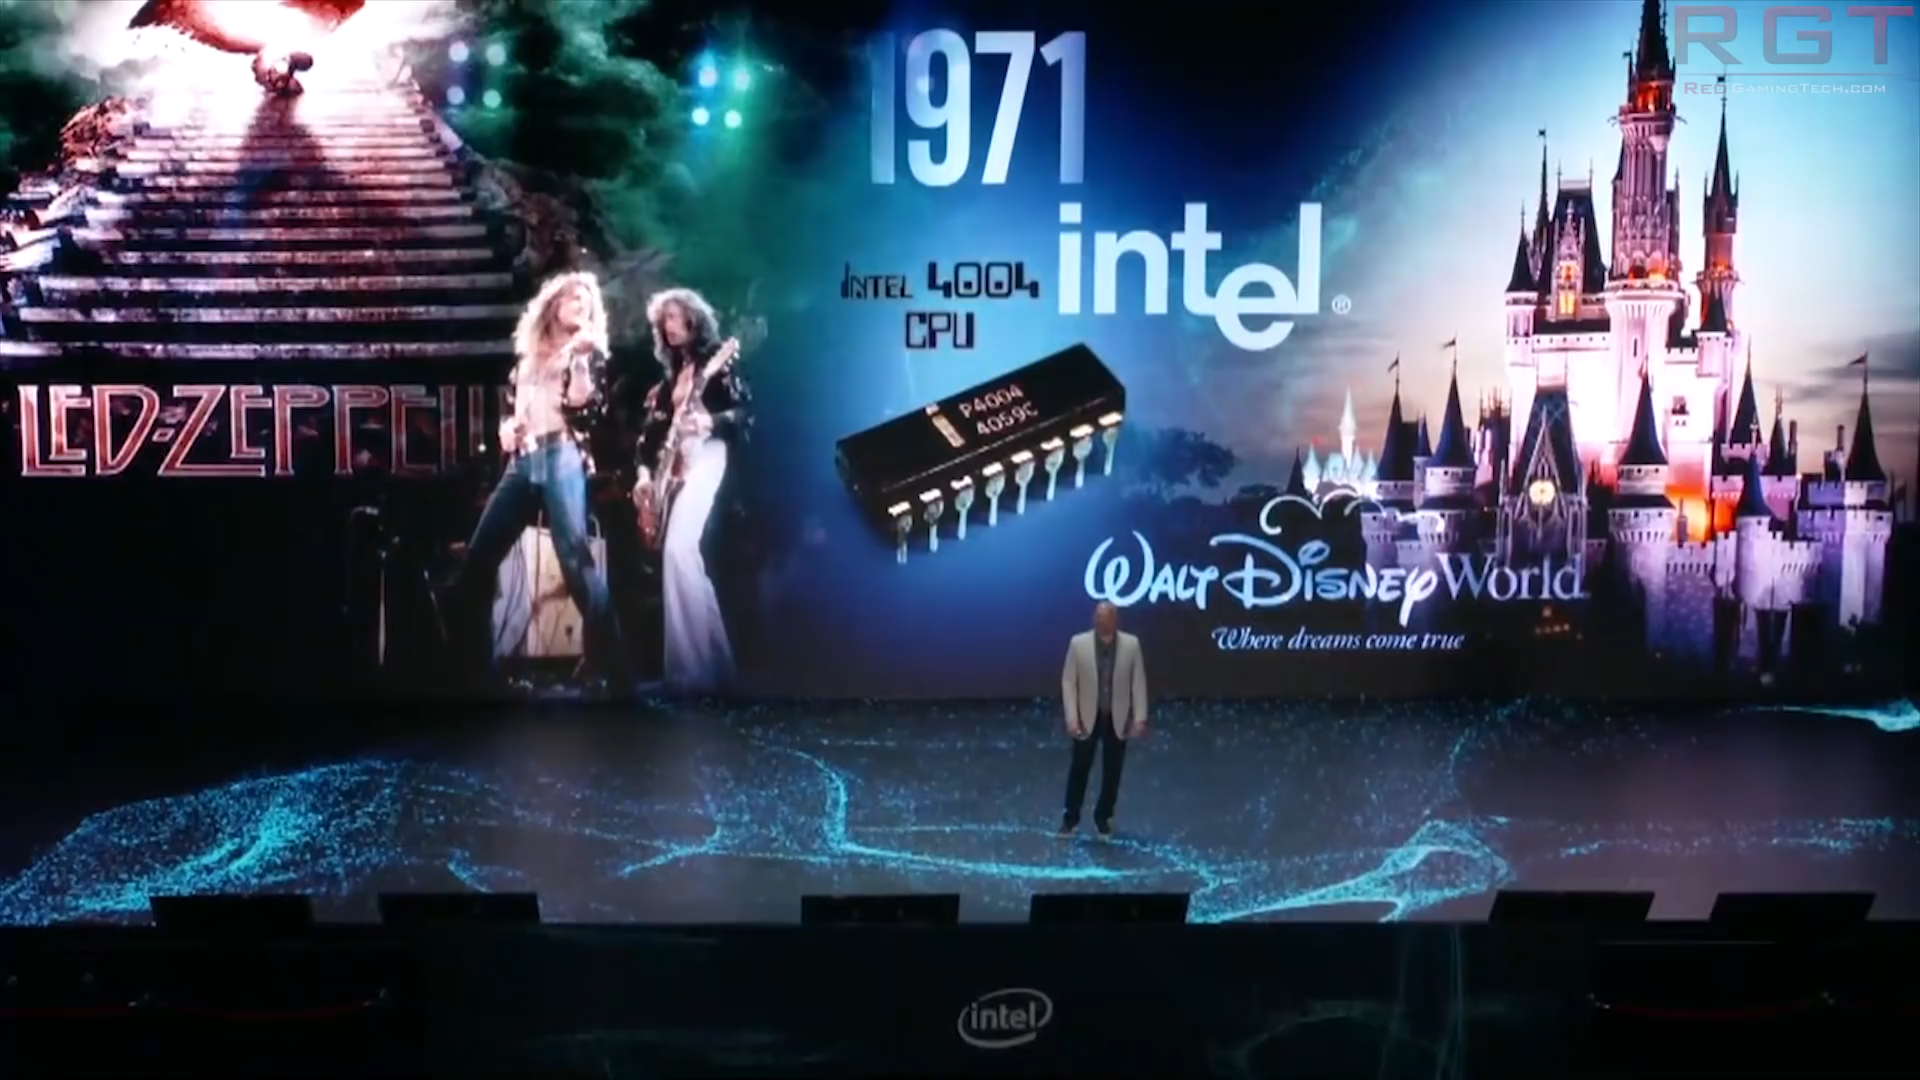 RGT
RedGamingTech.com
1971
intel®
Intel 4004
CPU
P4004
4059C
LED-ZEPPELIN
Walt Disney World
Where dreams come true
intel